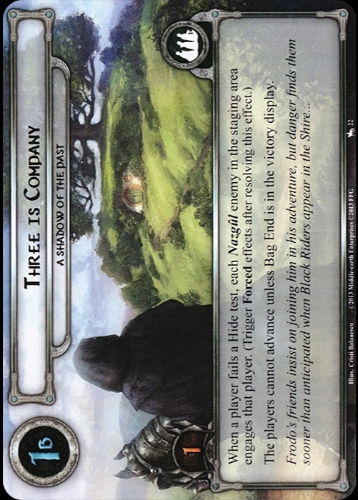 1B
THREE IS COMPANY
A SHADOW OF THE PAST
1
When a player fails a Hide test, each Nazgûl enemy in the staging area
engages that player. (Trigger Forced effects after resolving this effect.)
The players cannot advance unless Bag End is in the victory display.
Frodo's friends insist on joining him in his adventure, but danger finds them
sooner than anticipated when Black Riders appear in the Shire...
Illus. Cristi Balanescu ©2013 Middle-earth Enterprises ©2013 FFG 22